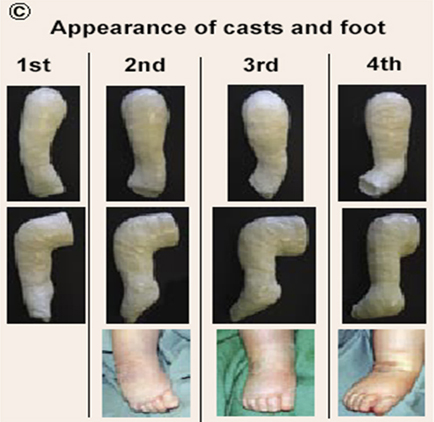 ©
Appearance of casts and foot
1st 2nd 3rd 4th